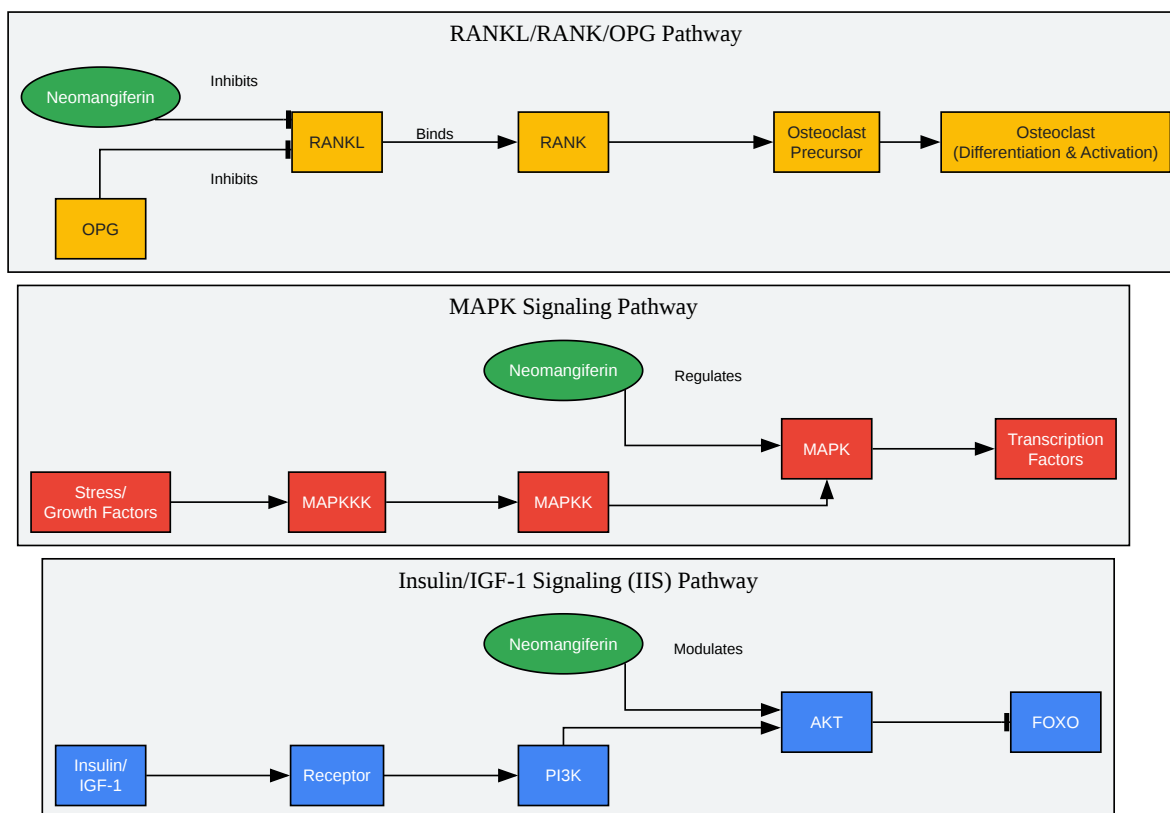 RANKL/RANK/OPG Pathway
Neomangiferin
Inhibits
RANKL
Binds
RANK
Osteoclast
Precursor
Osteoclast
(Differentiation & Activation)
Inhibits
OPG
MAPK Signaling Pathway
Neomangiferin
Regulates
MAPK
Transcription
Factors
Stress/
Growth Factors
MAPKKK
MAPKK
Insulin/IGF-1 Signaling (IIS) Pathway
Neomangiferin
Modulates
AKT
FOXO
Insulin/
IGF-1
Receptor
PI3K